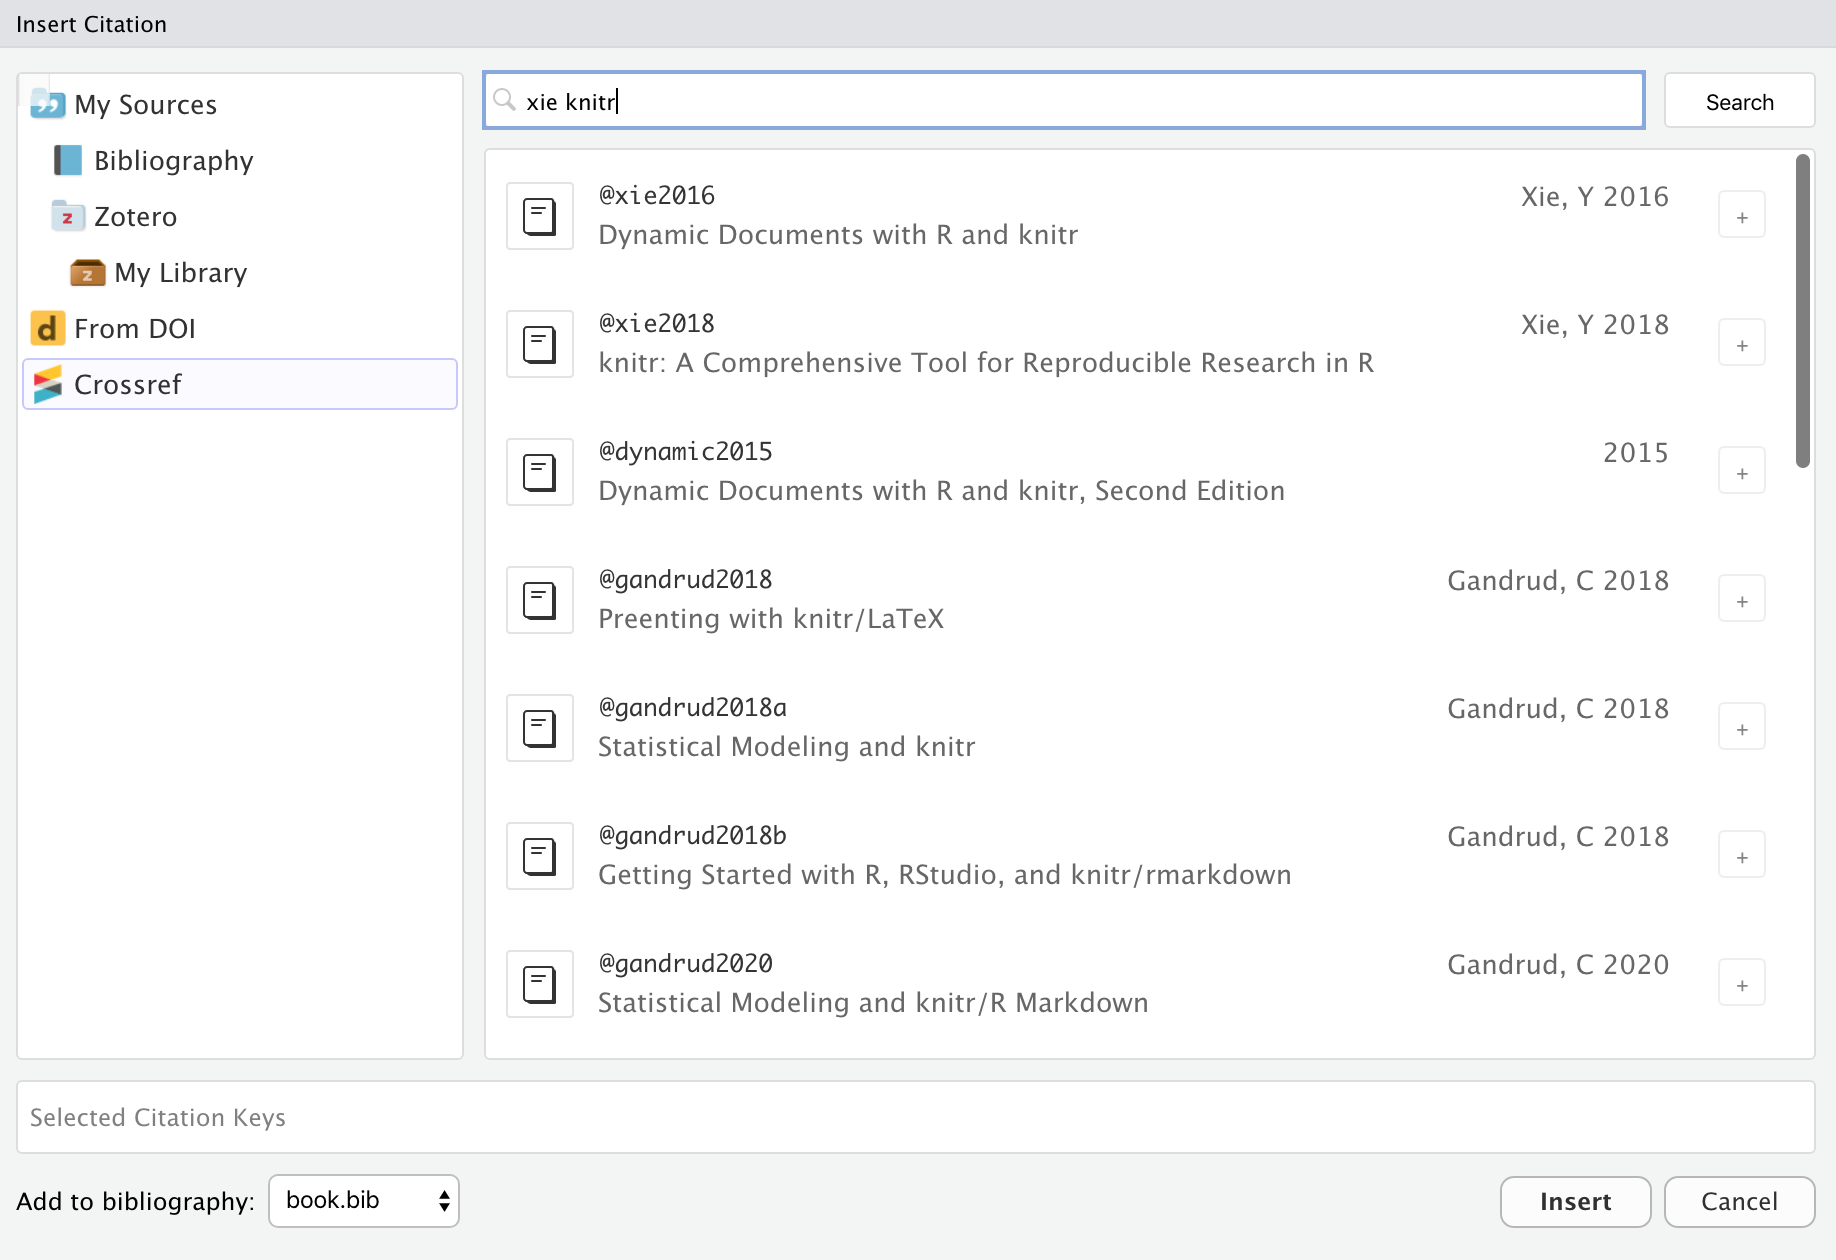 Insert Citation
My Sources
Bibliography
Zotero
My Library
From DOI
Crossref
xie knitr
Search
@xie2016
Xie, Y 2016
Dynamic Documents with R and knitr
+
@xie2018
Xie, Y 2018
knitr: A Comprehensive Tool for Reproducible Research in R
+
@dynamic2015
2015
Dynamic Documents with R and knitr, Second Edition
+
@gandrud2018
Gandrud, C 2018
Preenting with knitr/LaTeX
+
@gandrud2018a
Gandrud, C 2018
Statistical Modeling and knitr
+
@gandrud2018b
Gandrud, C 2018
Getting Started with R, RStudio, and knitr/rmarkdown
+
@gandrud2020
Gandrud, C 2020
Statistical Modeling and knitr/R Markdown
+
Selected Citation Keys
Add to bibliography:
book.bib
Insert
Cancel